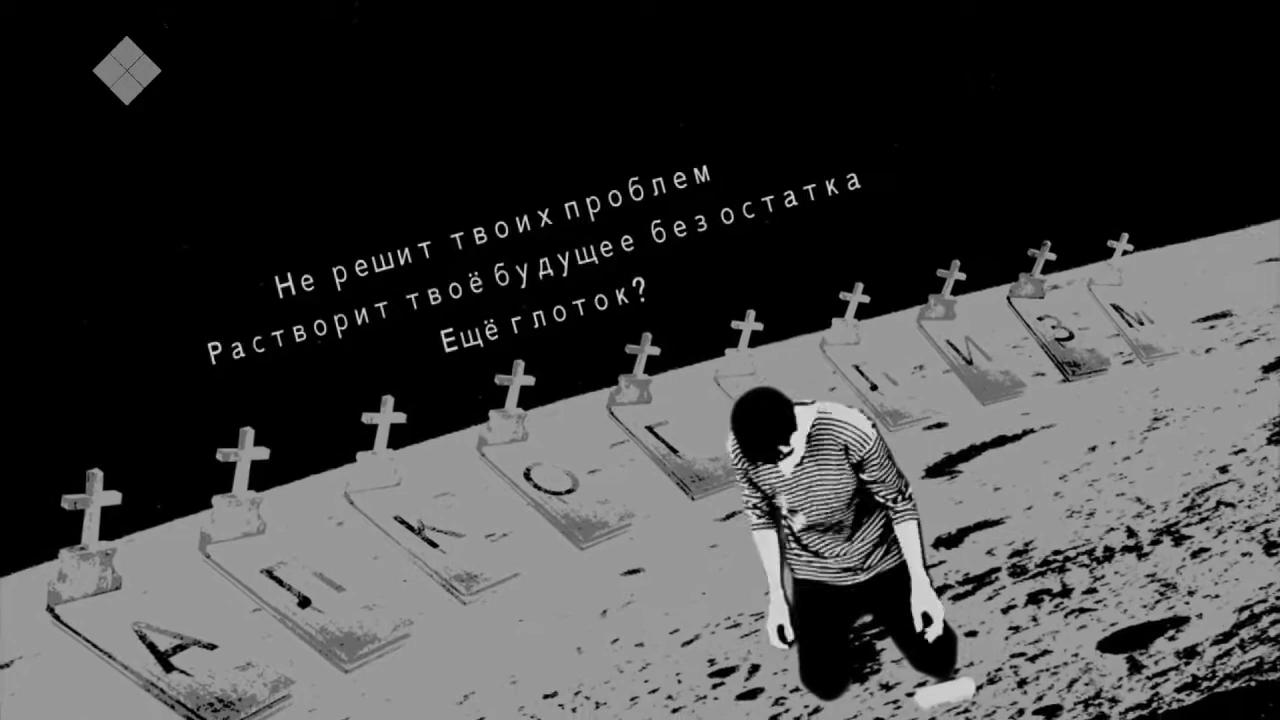 Не решит твоих проблем
Растворит твоё будущее без остатка
Ещё глоток?
А
К
О
И
З
М